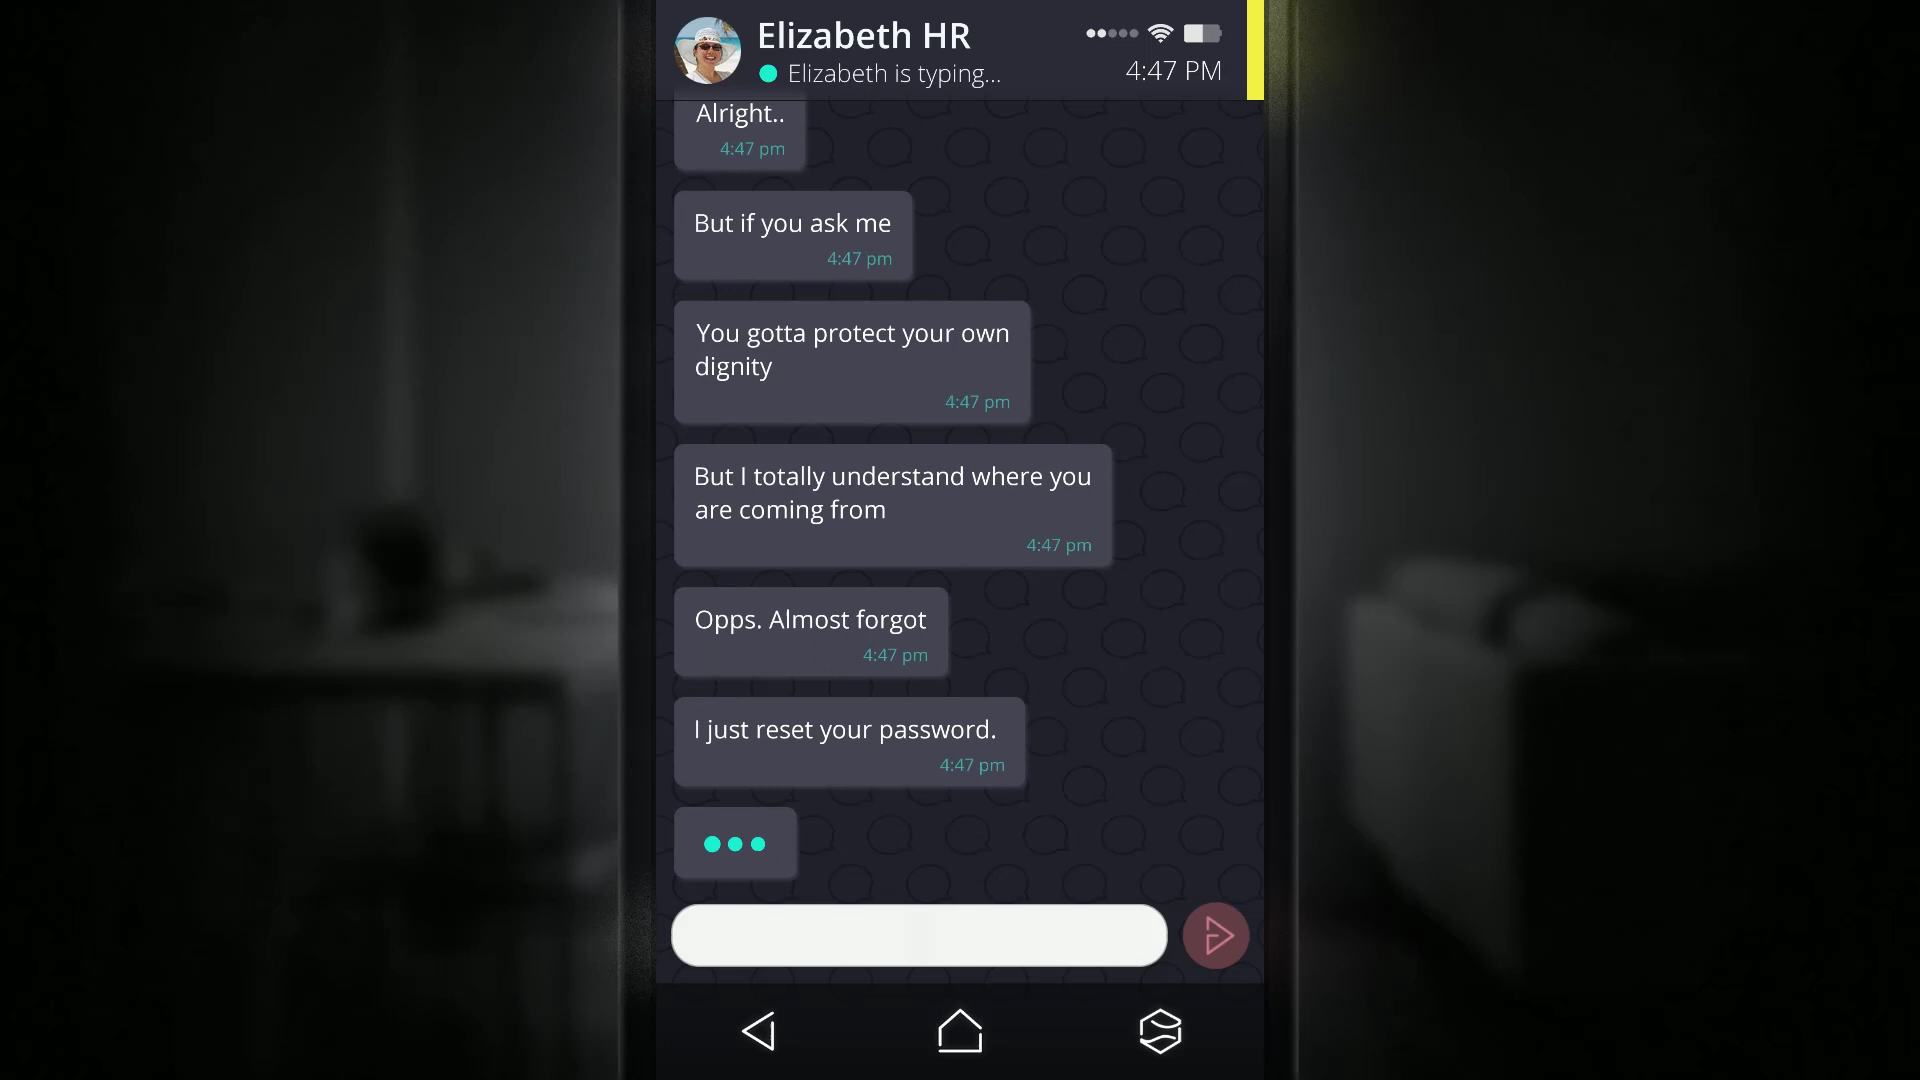 Elizabeth HR
Elizabeth is typing...
4:47 PM
Alright..
4:47 pm
But if you ask me
4:47 pm
You gotta protect your own
dignity
4:47 pm
But I totally understand where you
are coming from
4:47 pm
Opps. Almost forgot
4:47 pm
I just reset your password.
4:47 pm